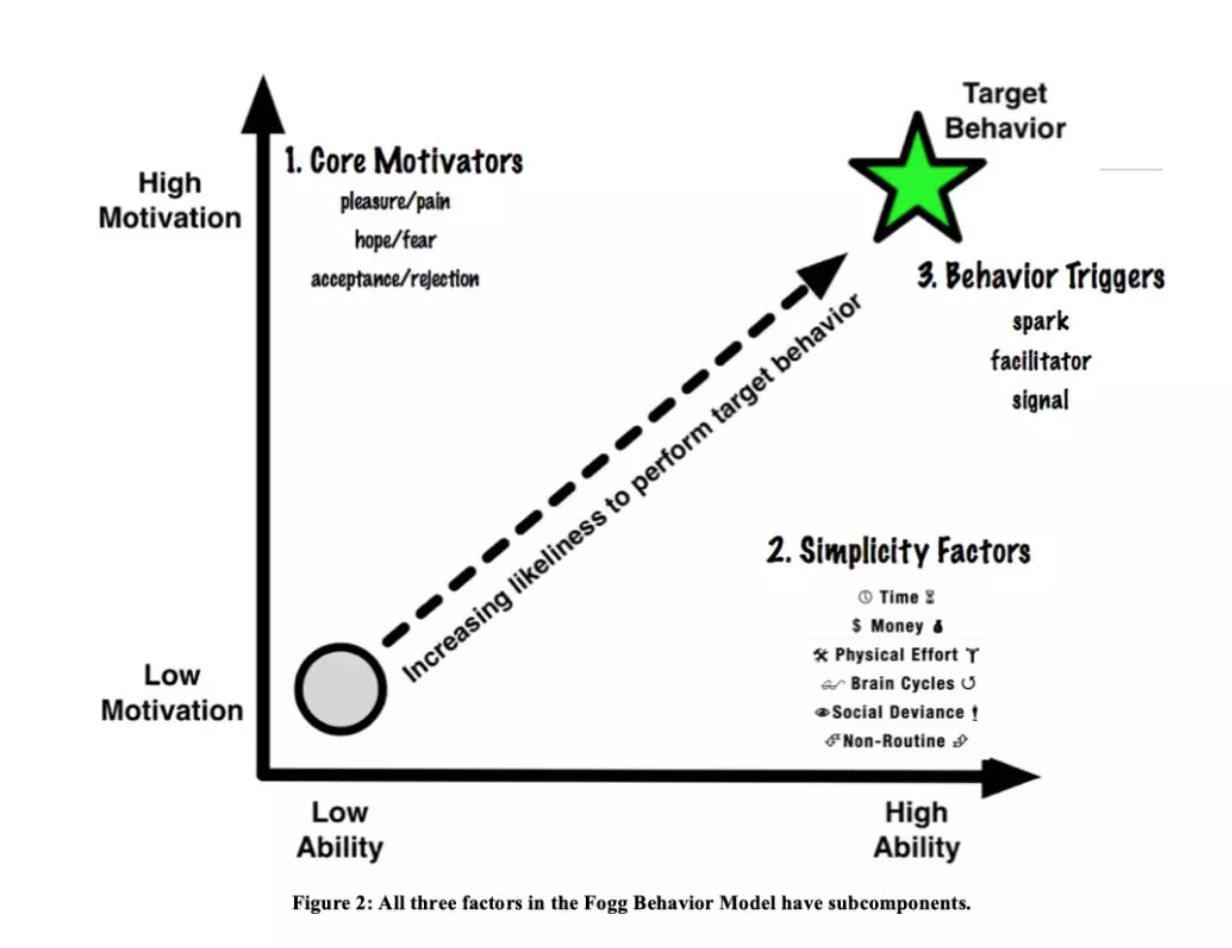 Target
Behavior
1. Core Motivators
pleasure/pain
hope/fear
acceptance/rejection
High
Motivation
3. Behavior Triggers
spark
facilitator
signal
Increasing likeliness to perform target behavior
2. Simplicity Factors
Time
$ Money
Physical Effort
Brain Cycles
Social Deviance
Non-Routine
Low
Motivation
Low
Ability
High
Ability
Figure 2: All three factors in the Fogg Behavior Model have subcomponents.